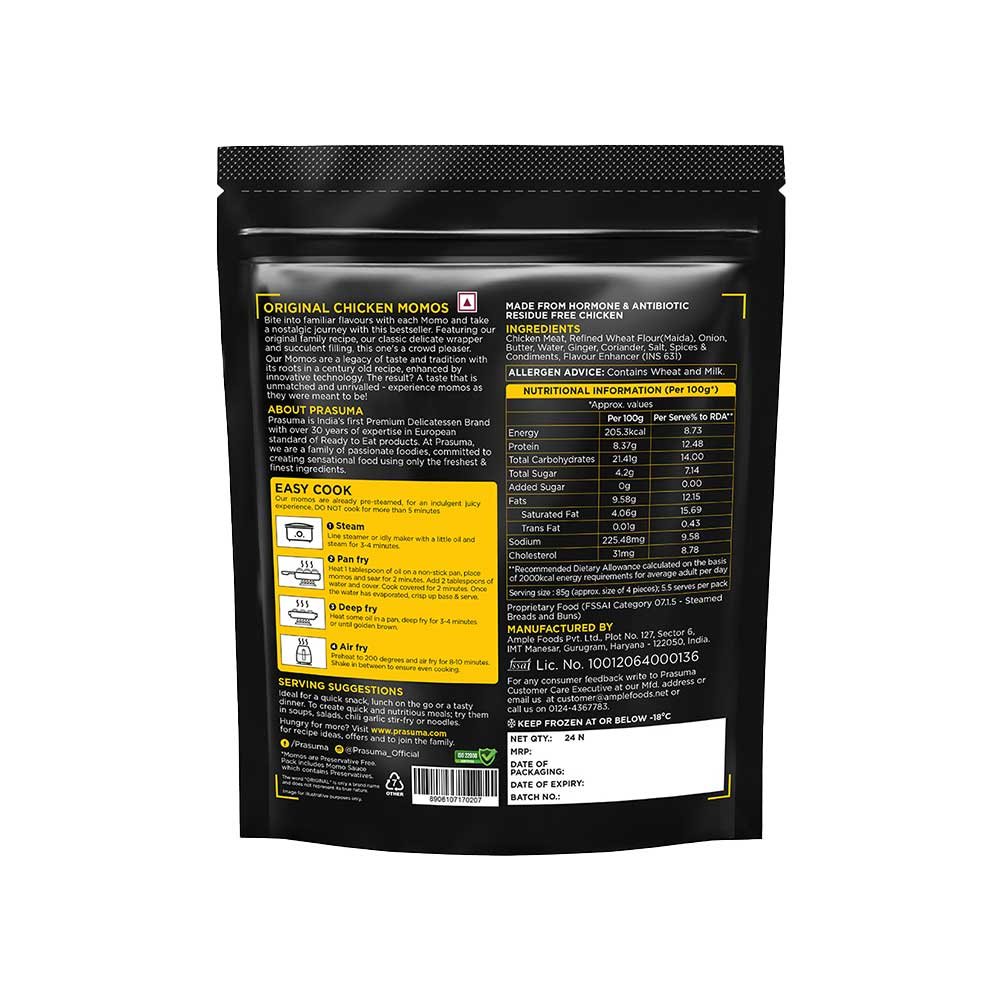 ORIGINAL CHICKEN MOMOS
Bite into familiar flavours with each Momo and take
a nostalgic journey with this bestseller. Featuring our
original family recipe, our classic delicate wrapper
and succulent filling, this one's a crowd pleaser.
Our Momos are a legacy of taste and tradition with
its roots in a century old recipe, enhanced by
innovative technology. The result? A taste that is
unmatched and unrivalled - experience momos as
they were meant to be!
ABOUT PRASUMA
Prasuma is India's first Premium Delicatessen Brand
with over 30 years of expertise in European
standard of Ready to Eat products. At Prasuma,
we are a family of passionate foodies, committed to
creating sensational food using only the freshest &
finest ingredients.
EASY COOK
Our momos are already pre-steamed, for an indulgent juicy
experience. DO NOT cook for more than 5 minutes
1 Steam
Line steamer or idly maker with a little oil and
steam for 3-4 minutes.
2 Pan fry
Heat 1 tablespoon of oil on a non-stick pan, place
momos and sear for 2 minutes. Add 2 tablespoons of
water and cover. Cook covered for 2 minutes. Once
the water has evaporated, crisp up base & serve.
3 Deep fry
Heat some oil in a pan, deep fry for 3-4 minutes
or until golden brown.
4 Air fry
Preheat to 200 degrees and air fry for 8-10 minutes.
Shake in between to ensure even cooking.
SERVING SUGGESTIONS
Ideal for a quick snack, lunch on the go or a tasty
dinner. To create quick and nutritious meals; try them
in soups, salads, chili garlic stir-fry or noodles.
Hungry for more? Visit www.prasuma.com
for recipe ideas, offers and to join the family.
/Prasuma @Prasuma_Official
*Momos are Preservative Free.
Pack includes Momo Sauce
which contains Preservatives.
The word "ORIGINAL" is only a brand name
and does not represent its true nature.
Image for illustrative purposes only.
7
OTHER
ISO 22000
CERTIFIED
8906107170207
MADE FROM HORMONE & ANTIBIOTIC
RESIDUE FREE CHICKEN
INGREDIENTS
Chicken Meat, Refined Wheat Flour(Maida), Onion,
Butter, Water, Ginger, Coriander, Salt, Spices &
Condiments, Flavour Enhancer (INS 631)
ALLERGEN ADVICE: Contains Wheat and Milk.
NUTRITIONAL INFORMATION (Per 100g*)
*Approx. values
Per 100g Per Serve% to RDA**
Energy 205.3kcal 8.73
Protein 8.37g 12.48
Total Carbohydrates 21.41g 14.00
Total Sugar 4.2g 7.14
Added Sugar 0g 0.00
Fats 9.58g 12.15
Saturated Fat 4.06g 15.69
Trans Fat 0.01g 0.43
Sodium 225.48mg 9.58
Cholesterol 31mg 8.78
**Recommended Dietary Allowance calculated on the basis
of 2000kcal energy requirements for average adult per day
Serving size : 85g (approx. size of 4 pieces); 5.5 serves per pack
Proprietary Food (FSSAI Category 07.1.5 - Steamed
Breads and Buns)
MANUFACTURED BY
Ample Foods Pvt. Ltd., Plot No. 127, Sector 6,
IMT Manesar, Gurugram, Haryana - 122050, India.
fssai Lic. No. 10012064000136
For any consumer feedback write to Prasuma
Customer Care Executive at our Mfd. address or
email us at customer@amplefoods.net or
call us on 0124-4367783.
KEEP FROZEN AT OR BELOW -18°C
NET QTY.: 24 N
MRP:
DATE OF
PACKAGING:
DATE OF EXPIRY:
BATCH NO.: